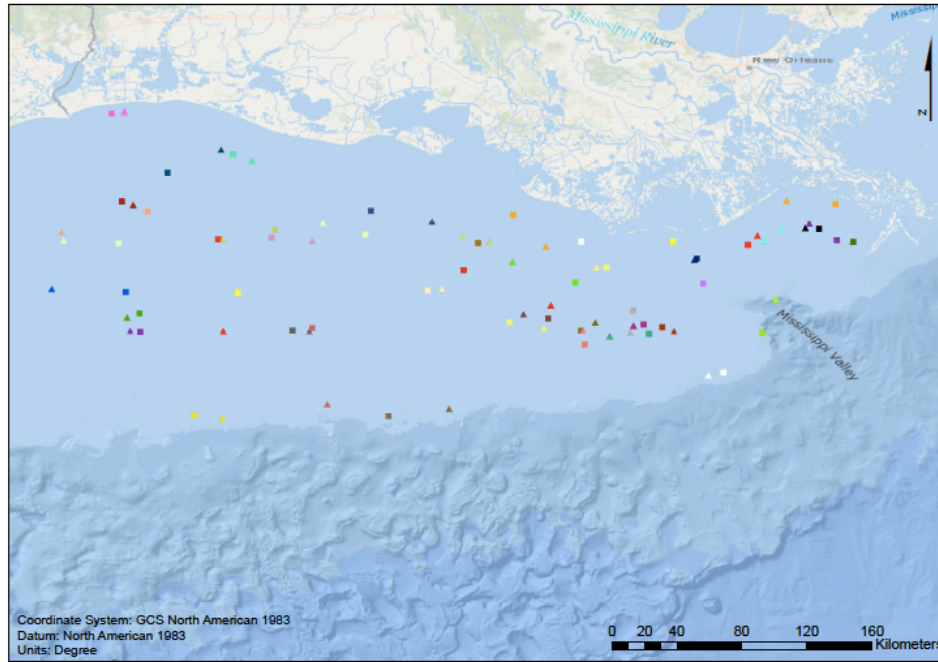 Mississippi
Mississippi River
New Orleans
N
Mississippi Valley
Coordinate System: GCS North American 1983
Datum: North American 1983
Units: Degree
0 20 40 80 120 160
Kilometers